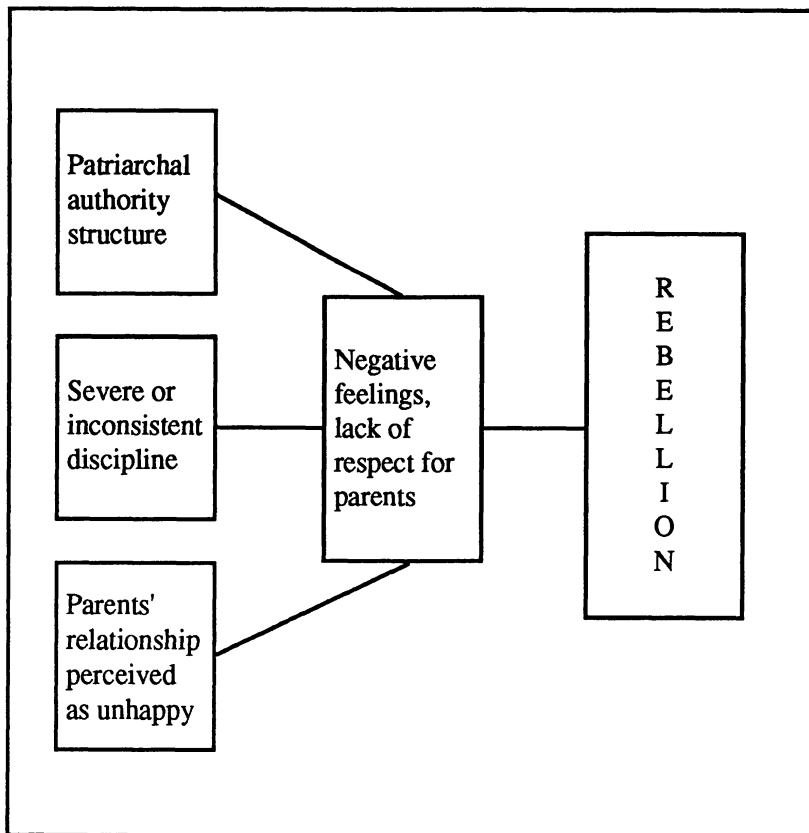 Patriarchal
authority
structure
Severe or
inconsistent
discipline
Parents'
relationship
perceived
as unhappy
Negative
feelings,
lack of
respect for
parents
R
E
B
E
L
L
I
O
N